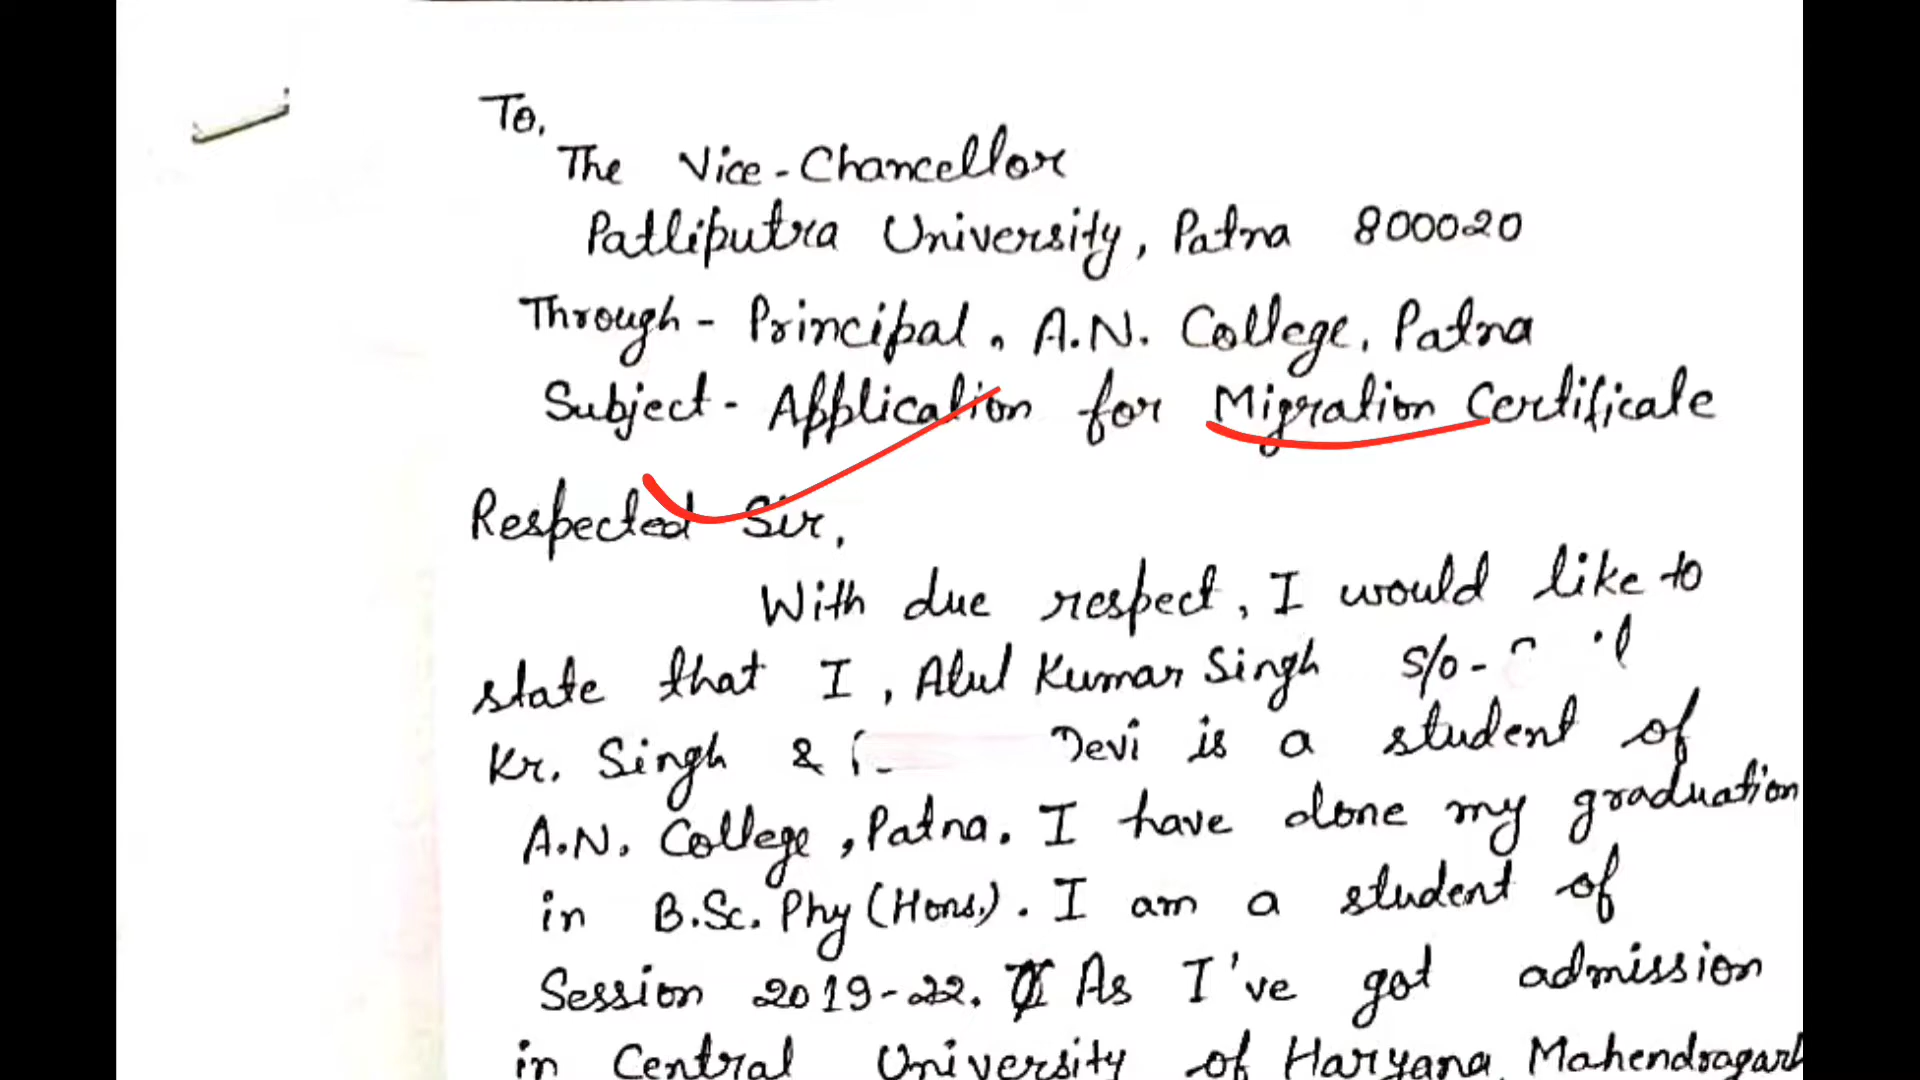 To,
The Vice-Chancellor
Patliputra University, Patna 800020
Through - Principal, A.N. College, Patna
Subject - Application for Migration Certificate
Respected Sir,
With due respect, I would like to
state that I, Atul Kumar Singh S/o-
Kr. Singh & Devi is a student of
A.N. College, Patna. I have done my graduation
in B.Sc. Phy (Hons.). I am a student of
Session 2019-22. As I've got admission
in Central University of Haryana, Mahendragarh